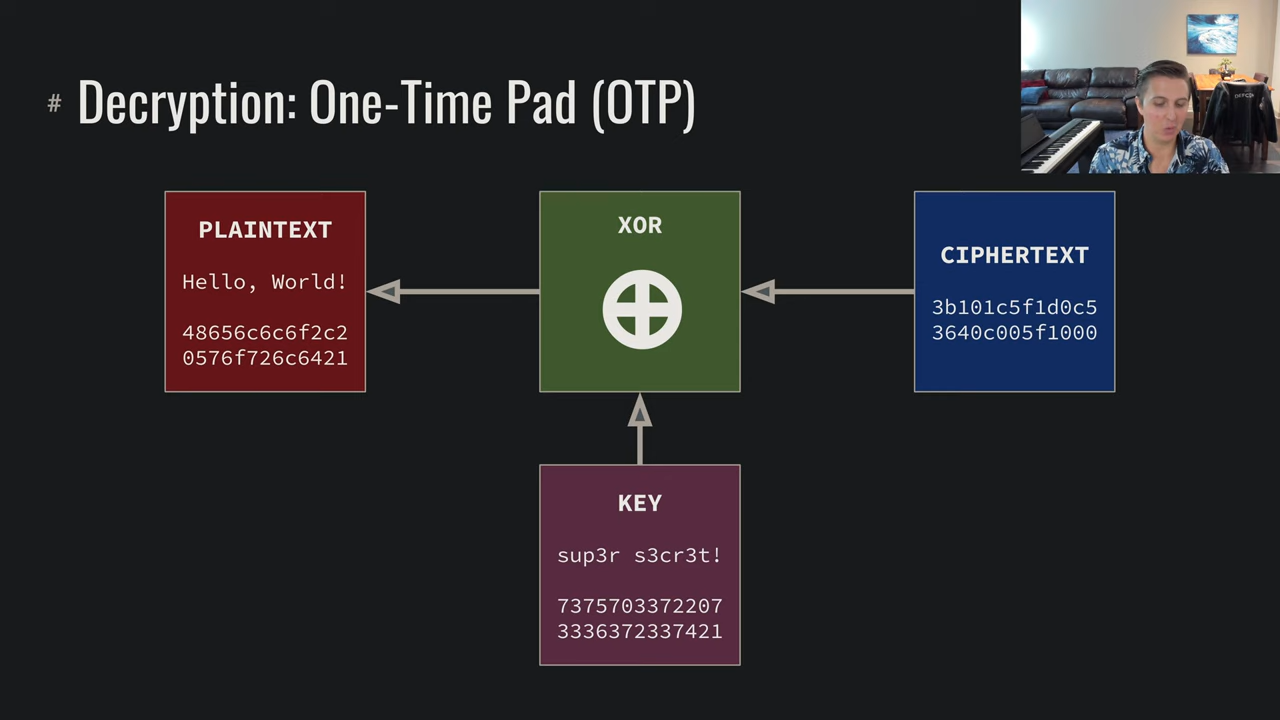 # Decryption: One-Time Pad (OTP)
PLAINTEXT
Hello, World!
48656c6c6f2c2
0576f726c6421
XOR
CIPHERTEXT
3b101c5f1d0c5
3640c005f1000
KEY
sup3r s3cr3t!
7375703372207
3336372337421